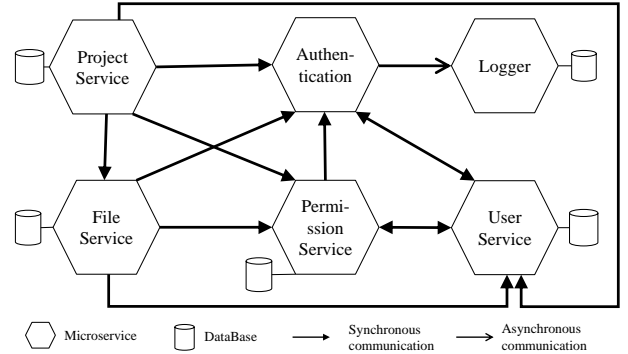 Project
Service
Authen-
tication
Logger
File
Service
Permi-
ssion
Service
User
Service
Microservice
DataBase
Synchronous
communication
Asynchronous
communication